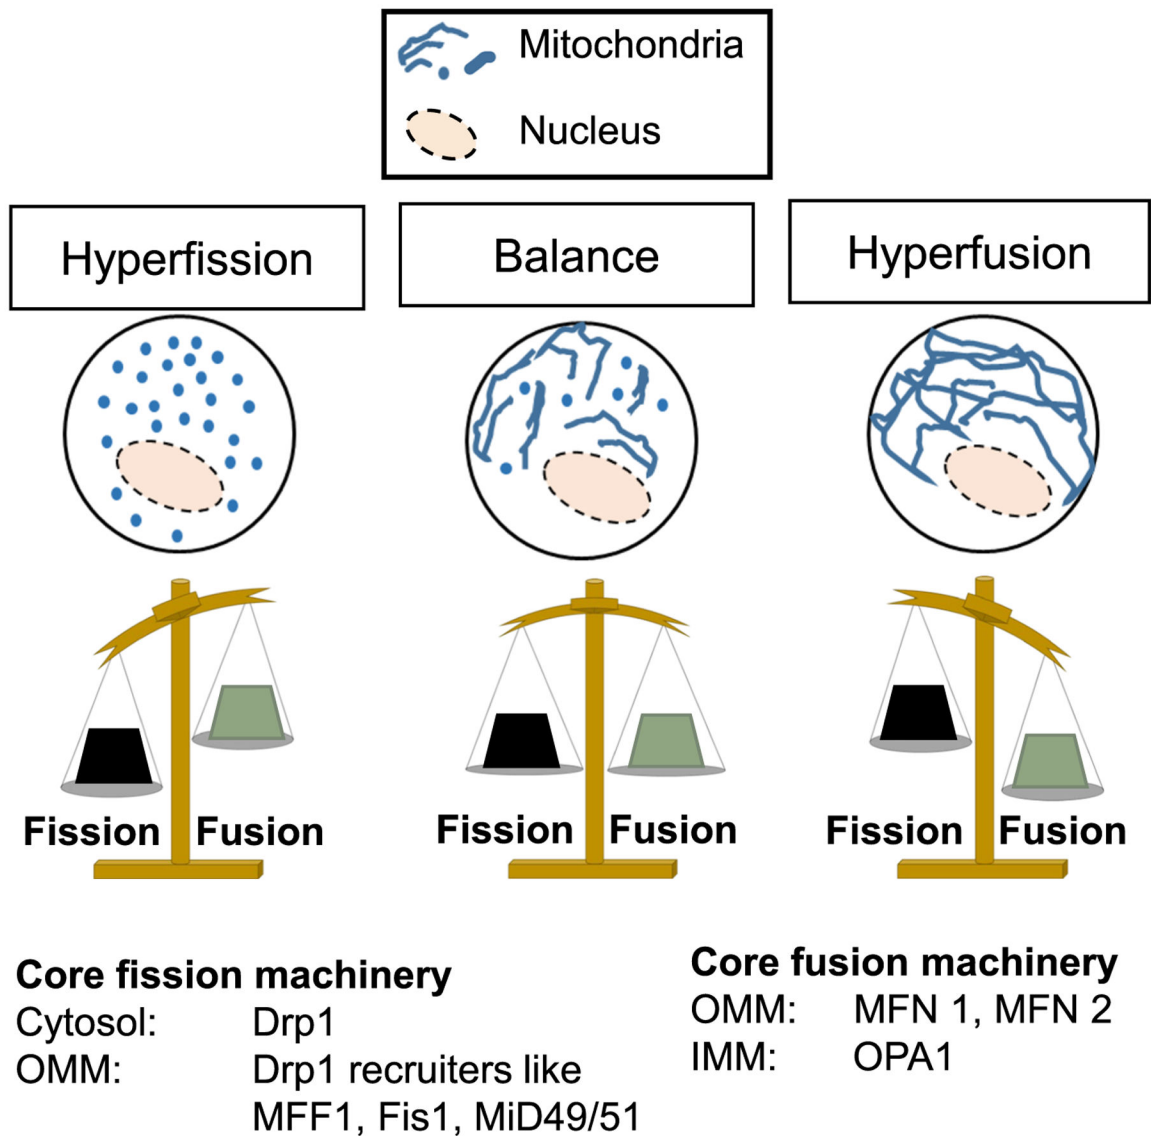 Mitochondria
Nucleus
Hyperfission
Balance
Hyperfusion
Fission Fusion
Fission Fusion
Fission Fusion
Core fission machinery
Cytosol: Drp1
OMM: Drp1 recruiters like
MFF1, Fis1, MiD49/51
Core fusion machinery
OMM: MFN 1, MFN 2
IMM: OPA1